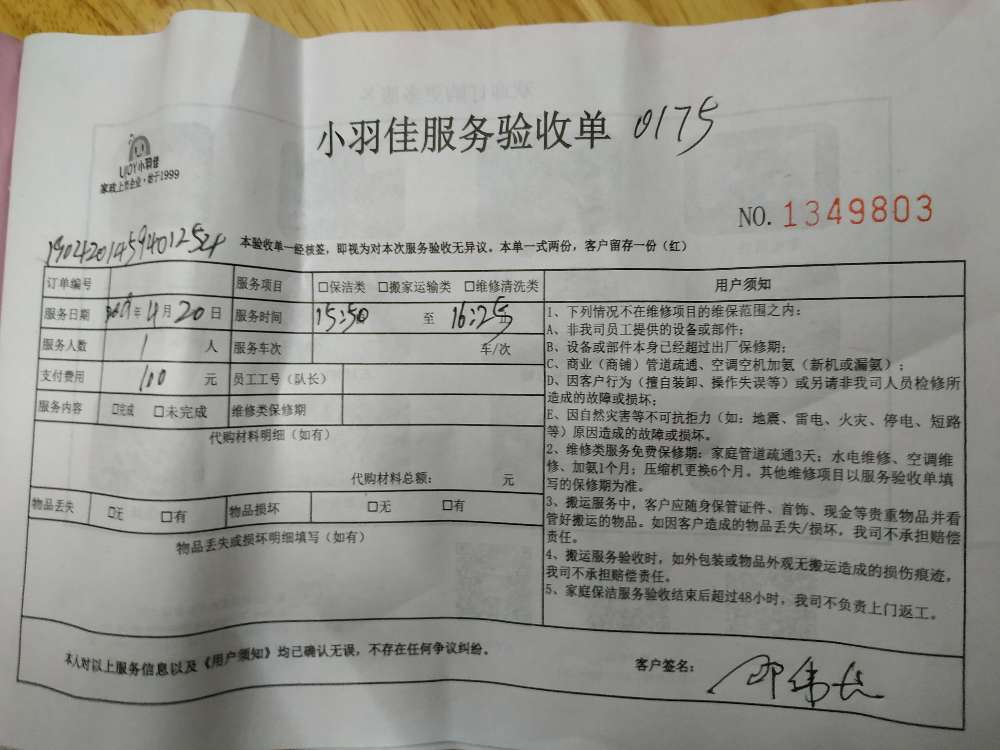 小羽佳服务验收单 0175
UJOY小羽佳
家政上市企业·始于1999
NO. 1349803
19042014594012524
本验收单一经核签，即视为对本次服务验收无异议。本单一式两份，客户留存一份（红）
订单编号 服务项目 □保洁类 □搬家运输类 □维修清洗类
服务日期 年 4 月 20 日 服务时间 15:50 至 16:25
服务人数 1 人 服务车次 车/次
支付费用 100 元 员工工号（队长）
服务内容 □完成 □未完成 维修类保修期
代购材料明细（如有）
代购材料总额： 元
物品丢失 □无 □有 物品损坏 □无 □有
物品丢失或损坏明细填写（如有）
用户须知
1、下列情况不在维修项目的维保范围之内：
A、非我司员工提供的设备或部件；
B、设备或部件本身已经超过出厂保修期；
C、商业（商铺）管道疏通、空调空机加氨（新机或漏氨）；
D、因客户行为（擅自装卸、操作失误等）或另请非我司人员检修所
造成的故障或损坏；
E、因自然灾害等不可抗拒力（如：地震、雷电、火灾、停电、短路
等）原因造成的故障或损坏。
2、维修类服务免费保修期：家庭管道疏通3天；水电维修、空调维
修、加氨1个月；压缩机更换6个月。其他维修项目以服务验收单填
写的保修期为准。
3、搬运服务中，客户应随身保管证件、首饰、现金等贵重物品并看
管好搬运的物品。如因客户造成的物品丢失/损坏，我司不承担赔偿
责任。
4、搬运服务验收时，如外包装或物品外观无搬运造成的损伤痕迹，
我司不承担赔偿责任。
5、家庭保洁服务验收结束后超过48小时，我司不负责上门返工。
本人对以上服务信息以及《用户须知》均已确认无误，不存在任何争议纠纷。
客户签名：